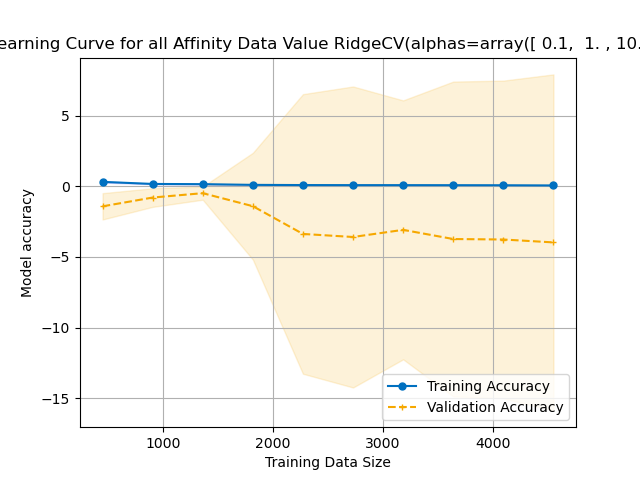 earning Curve for all Affinity Data Value RidgeCV(alphas=array([ 0.1,  1. , 10.
5
0
−5
−10
−15
Model accuracy
Training Accuracy
Validation Accuracy
1000
2000
3000
4000
Training Data Size